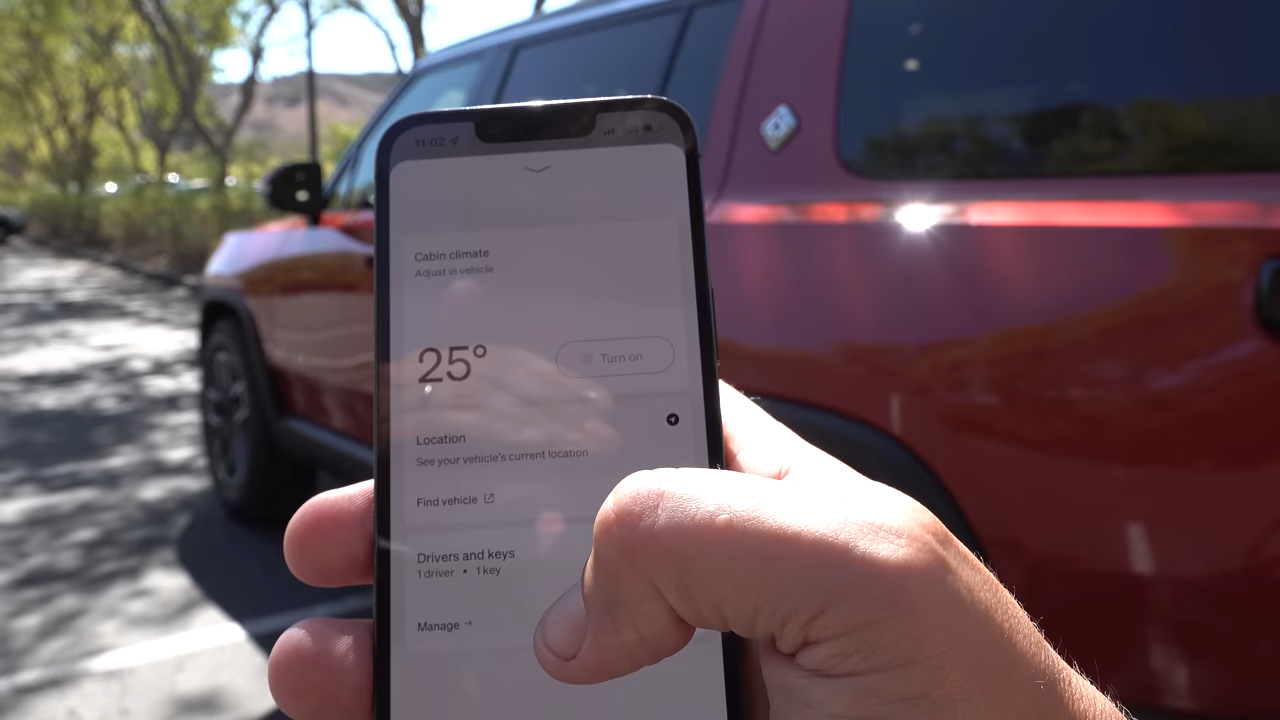 11:02
Cabin climate
Adjust in vehicle
25°
Turn on
Location
See your vehicle's current location
Find vehicle
Drivers and keys
1 driver • 1 key
Manage →